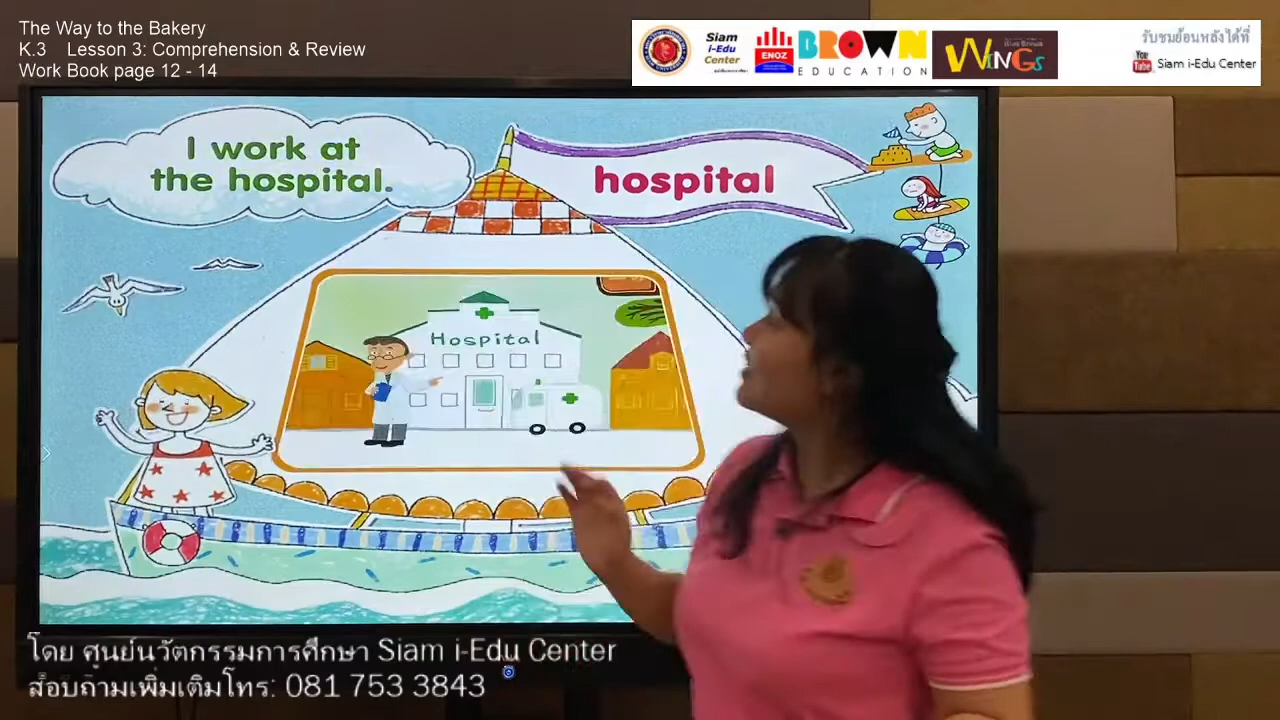 The Way to the Bakery
K.3 Lesson 3: Comprehension & Review
WorkBook page 12 - 14
Siam
i-Edu
Center
ENOZ
BROWN
EDUCATION
WINGS
รับชมย้อนหลังได้ที่
You
Tube
Siam i-Edu Center
I work at
the hospital.
hospital
Hospital
โดย ศูนย์นวัตกรรมการศึกษา Siam i-Edu Center
สอบถามเพิ่มเติมโทร: 081 753 3843